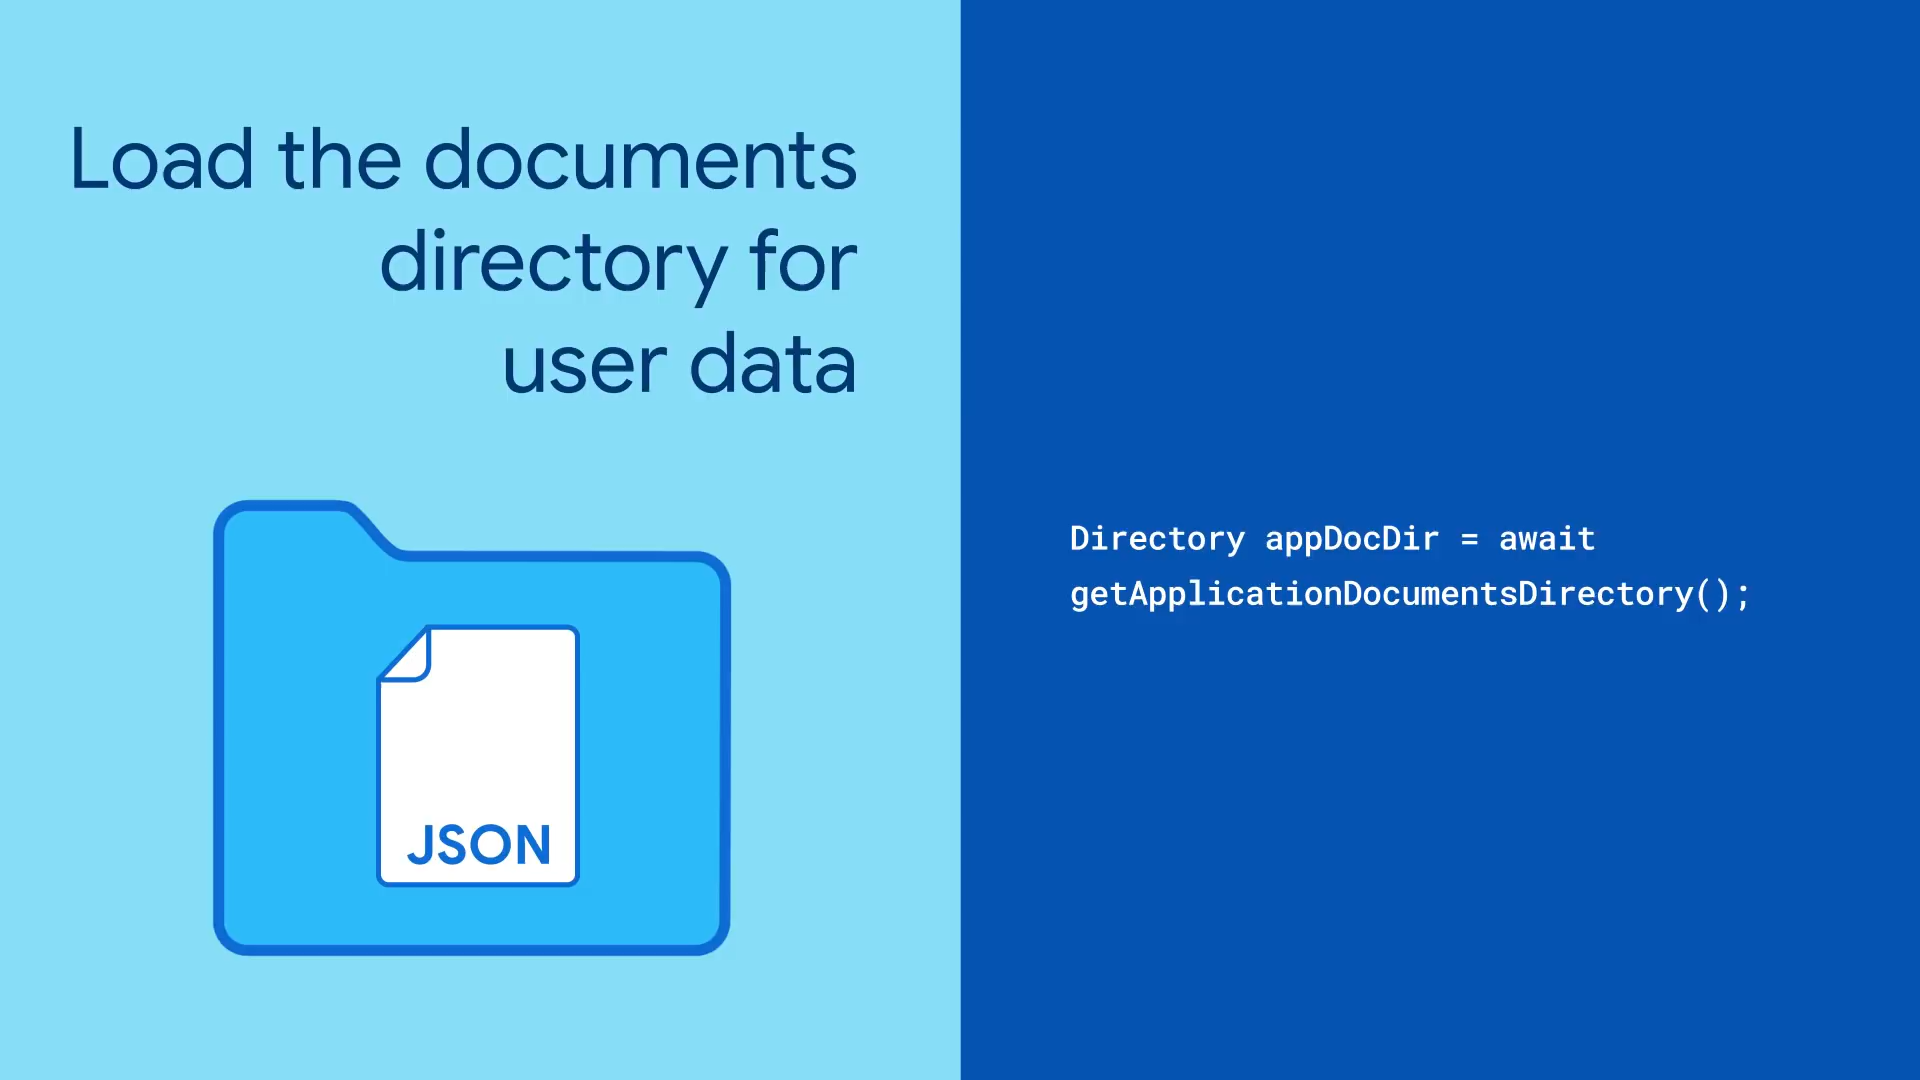 Load the documents
directory for
user data
JSON
Directory appDocDir = await
getApplicationDocumentsDirectory();